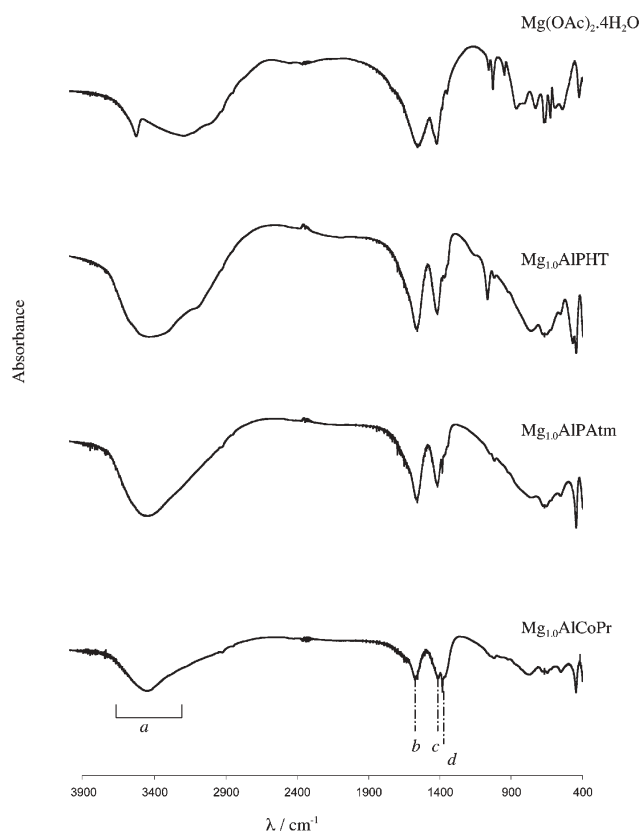 Mg(OAc)₂.4H₂O
Mg₁.₀AlPHT
Absorbance
Mg₁.₀AlPAtm
Mg₁.₀AlCoPr
a
b
c
d
3900 3400 2900 2400 1900 1400 900 400
λ / cm⁻¹